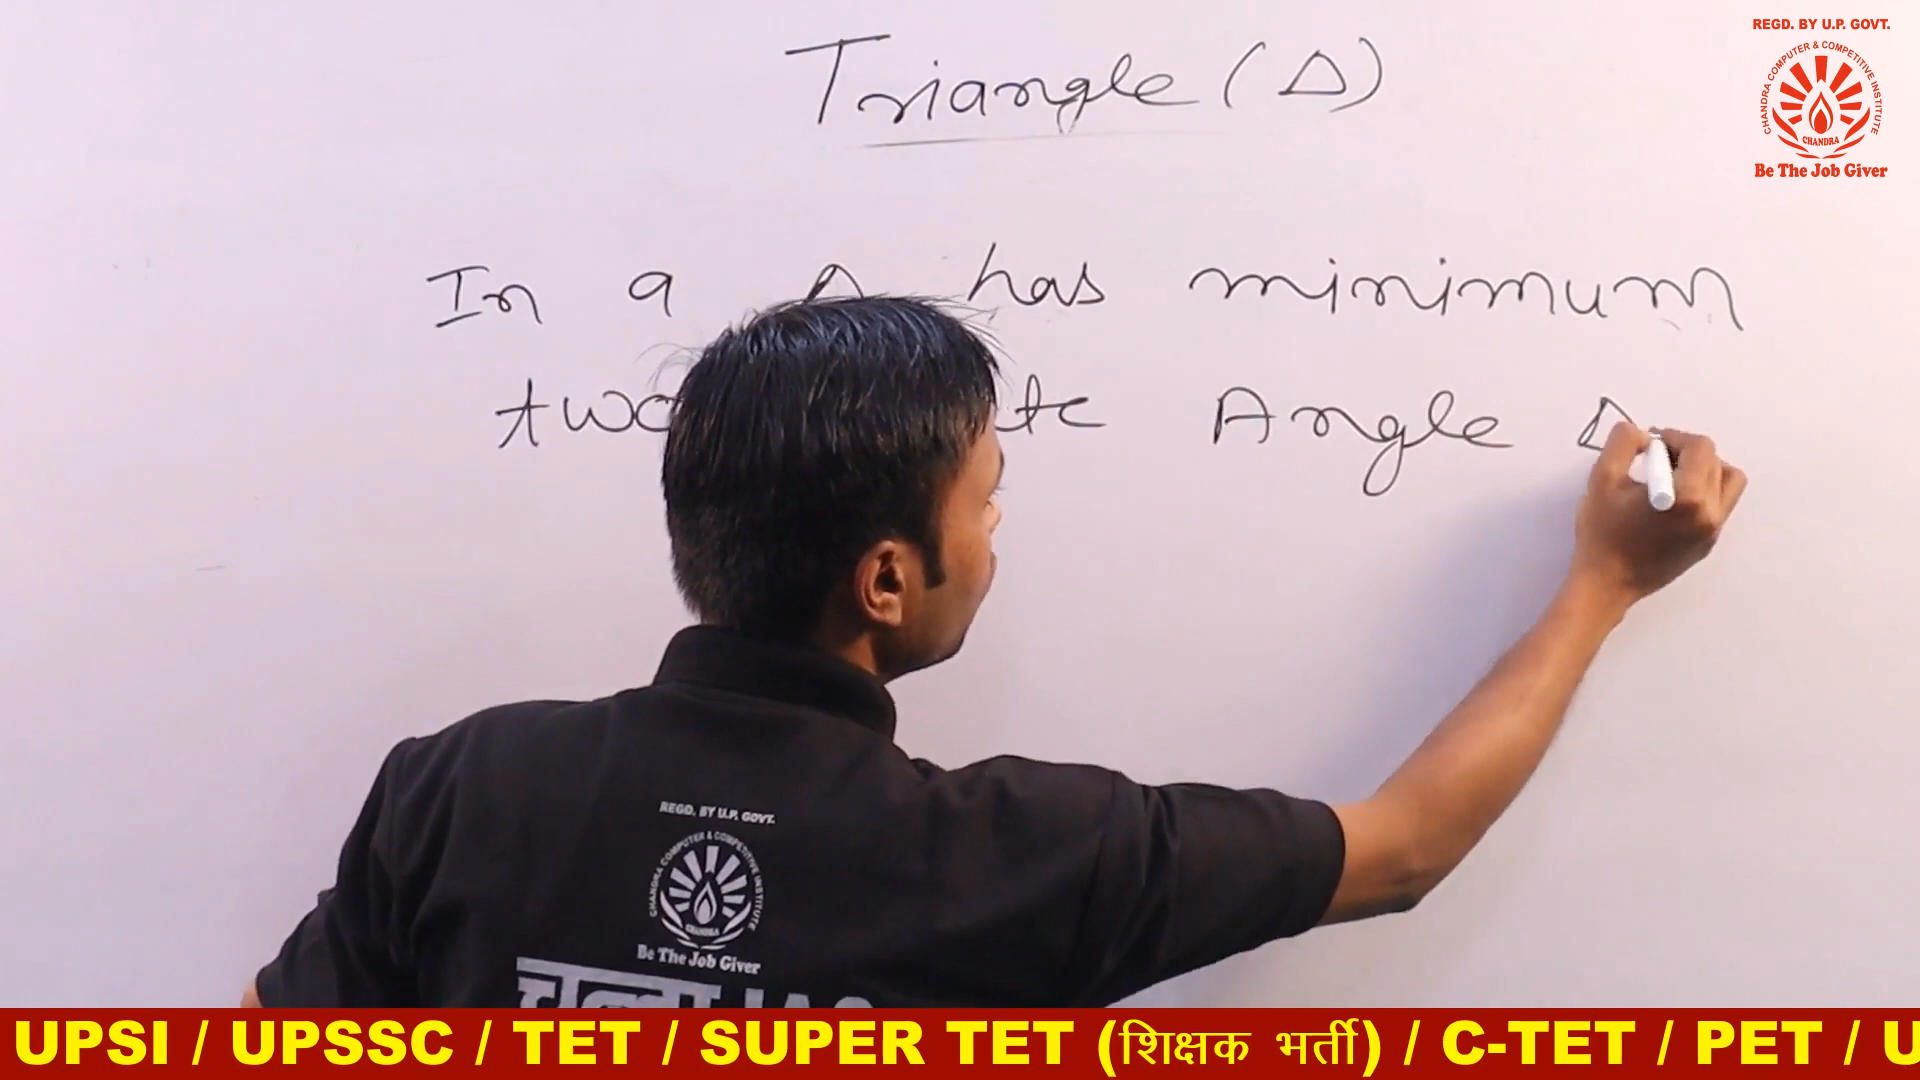 REGD. BY U.P. GOVT.
CHANDRA COMPUTER & COMPETITIVE INSTITUTE
CHANDRA
Be The Job Giver
Triangle (Δ)
In a Δ has minimum
two Angle Δ
REGD. BY U.P. GOVT.
CHANDRA COMPUTER & COMPETITIVE INSTITUTE
CHANDRA
Be The Job Giver
UPSI / UPSSC / TET / SUPER TET (शिक्षक भर्ती) / C-TET / PET / U